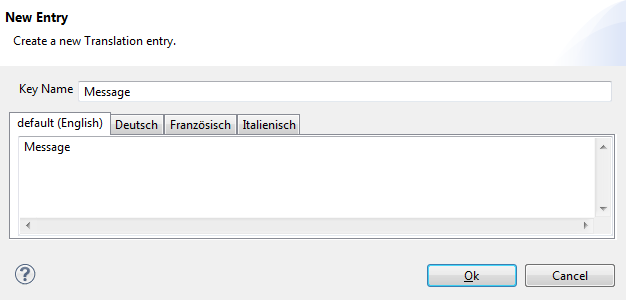 New Entry
Create a new Translation entry.
Key Name Message
default (English) Deutsch Französisch Italienisch
Message
? Ok Cancel